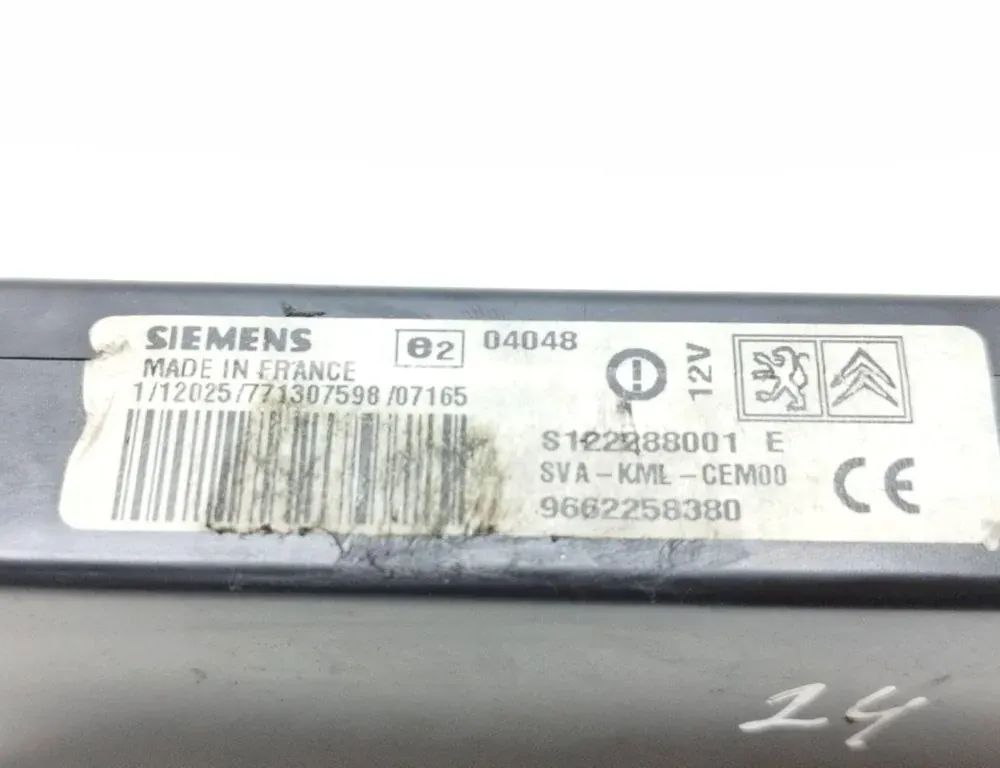 SIEMENS
MADE IN FRANCE
1/12025/771307598/07165
e2 04048
12V
S122288001 E
SVA-KML-CEM00
9662258380
CE
24